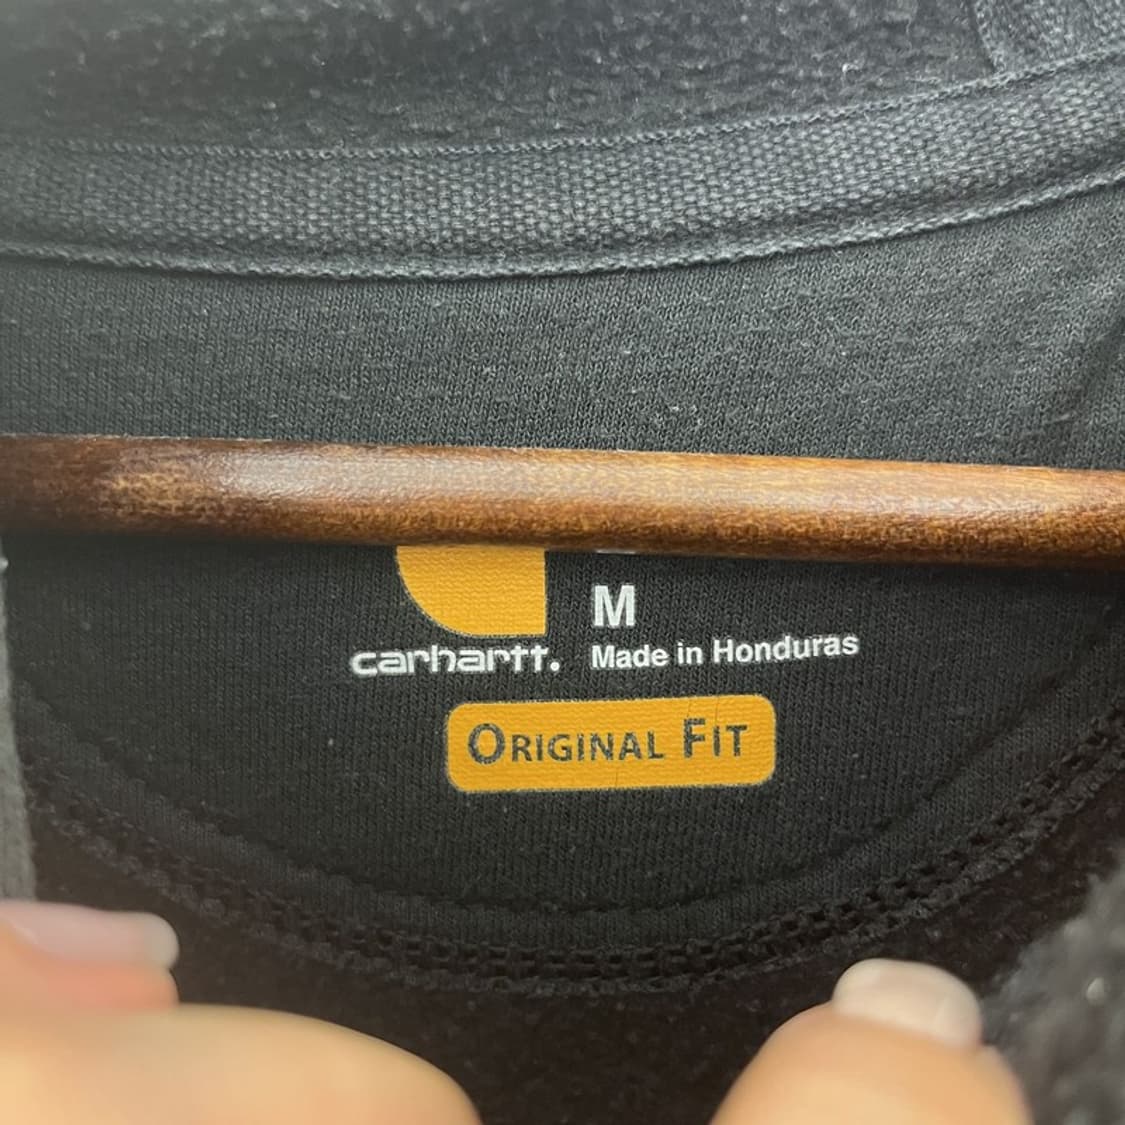 M
carhartt.
Made in Honduras
ORIGINAL FIT